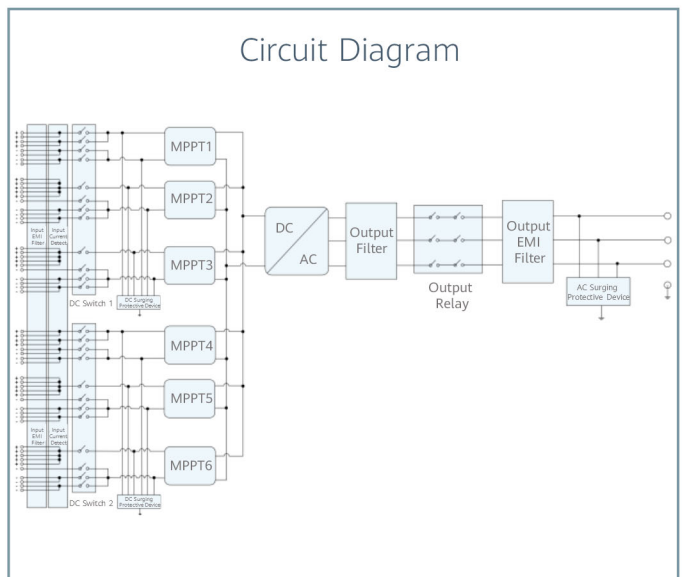 Circuit Diagram
MPPT1
MPPT2
MPPT3
Input
EMI
Filter
Input
Current
Detect.
DC Switch 1
DC Surging
Protective Device
MPPT4
MPPT5
MPPT6
Input
EMI
Filter
Input
Current
Detect.
DC Switch 2
DC Surging
Protective Device
DC
AC
Output
Filter
Output
Relay
Output
EMI
Filter
AC Surging
Protective Device